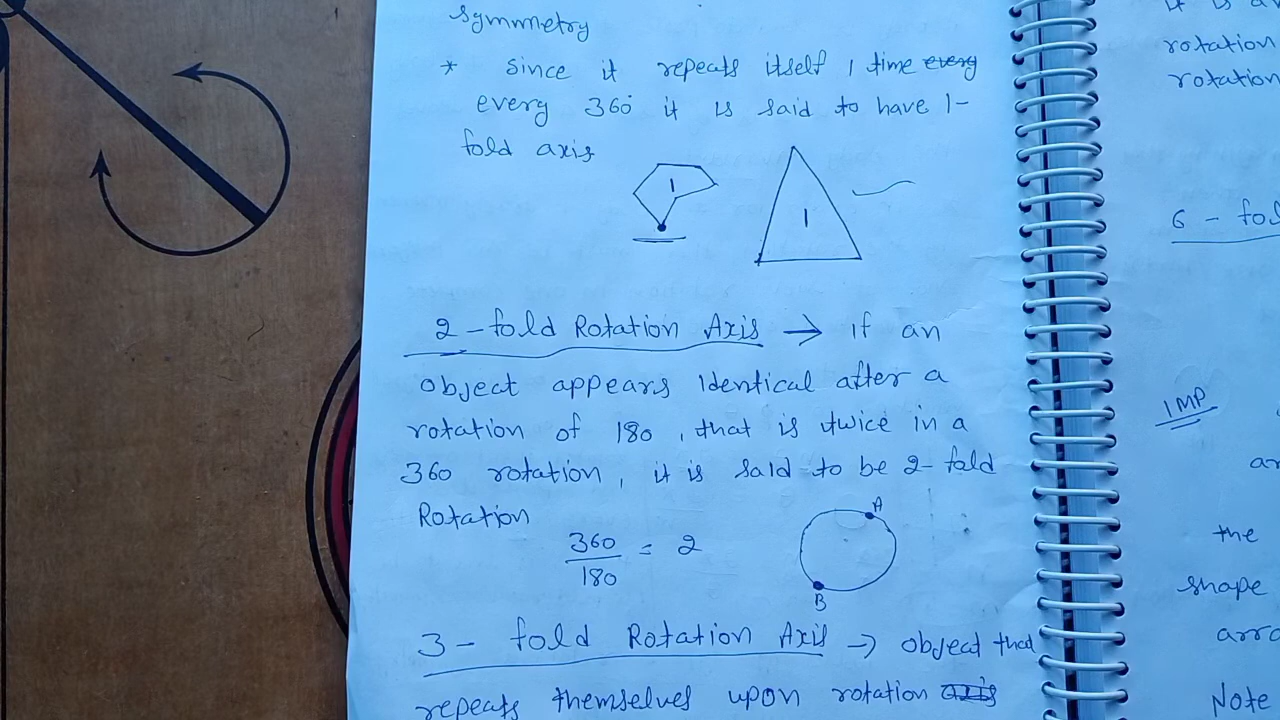 symmetry
* since it repeats itself 1 time every
every 360° it is said to have 1-
fold axis
1
1
2-fold Rotation Axis → if an
object appears identical after a
rotation of 180, that is twice in a
360 rotation, it is said to be 2-fold
Rotation
360/180 = 2
A
B
3- fold Rotation Axis → object that
repeats themselves upon rotation axis
rotation
rotation
6 - fol
IMP
the
shape
Note